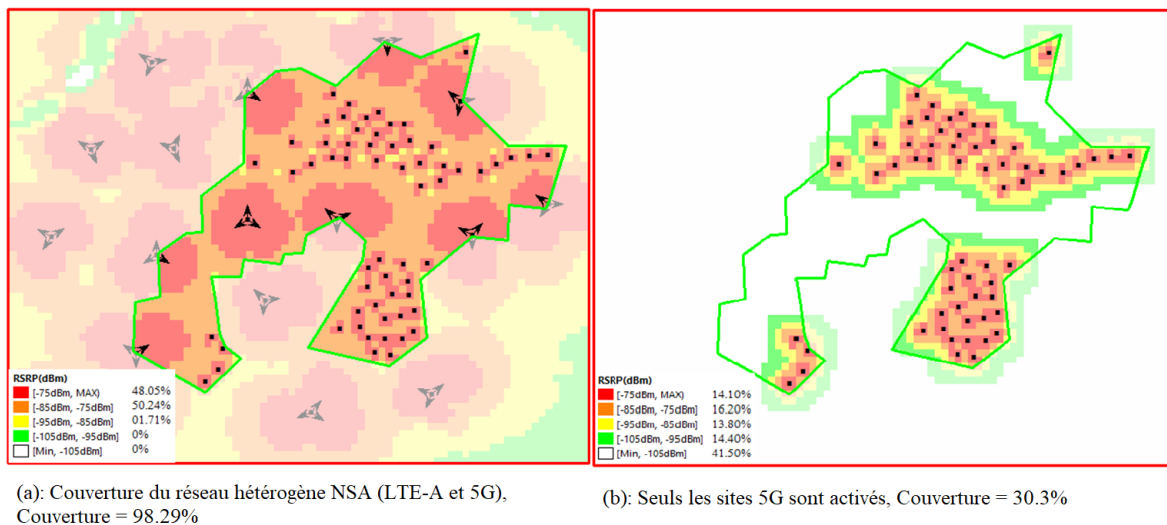 RSRP(dBm)
[-75dBm, MAX) 48.05%
[-85dBm, -75dBm] 50.24%
[-95dBm, -85dBm] 01.71%
[-105dBm, -95dBm] 0%
[Min, -105dBm] 0%
RSRP(dBm)
[-75dBm, MAX) 14.10%
[-85dBm, -75dBm] 16.20%
[-95dBm, -85dBm] 13.80%
[-105dBm, -95dBm] 14.40%
[Min, -105dBm] 41.50%
(a): Couverture du réseau hétérogène NSA (LTE-A et 5G),
Couverture = 98.29%
(b): Seuls les sites 5G sont activés, Couverture = 30.3%